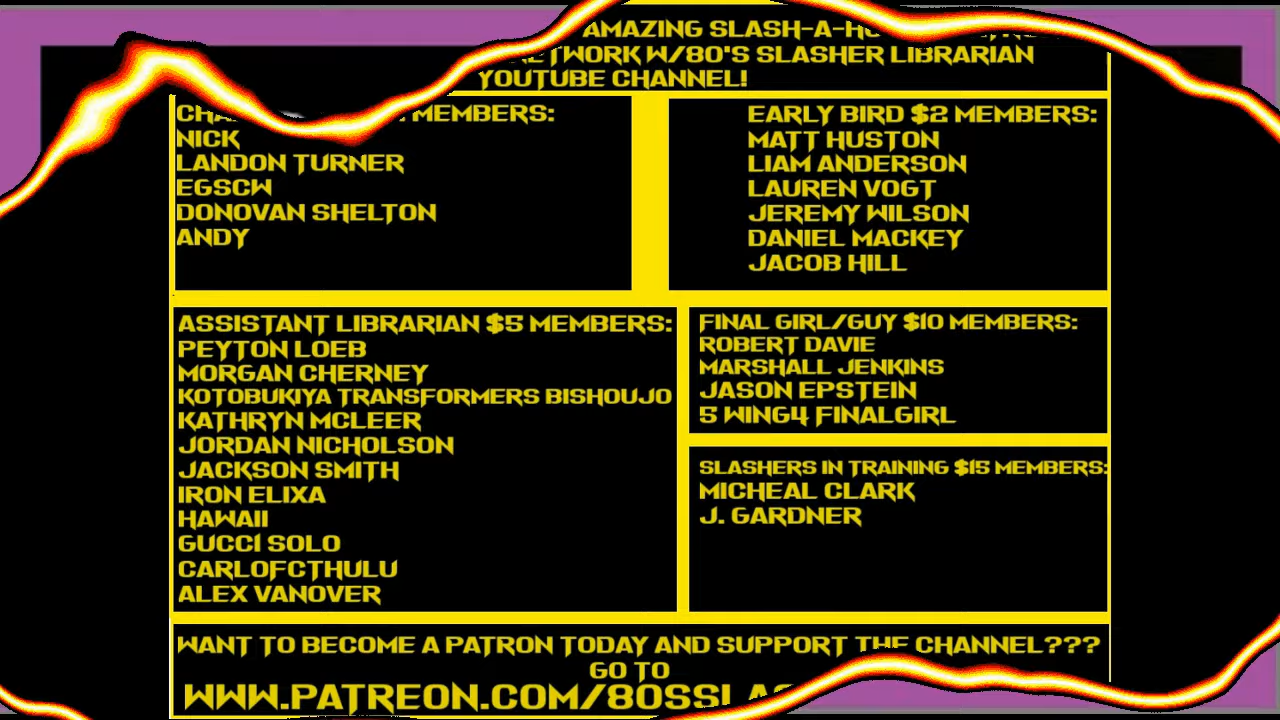 AMAZING SLASH-A-
W/80'S SLASHER LIBRARIAN
YOUTUBE CHANNEL!
MEMBERS:
NICK
LANDON TURNER
EGSCW
DONOVAN SHELTON
ANDY
EARLY BIRD $2 MEMBERS:
MATT HUSTON
LIAM ANDERSON
LAUREN VOGT
JEREMY WILSON
DANIEL MACKEY
JACOB HILL
ASSISTANT LIBRARIAN $5 MEMBERS:
PEYTON LOEB
MORGAN CHERNEY
KOTOBUKIYA TRANSFORMERS BISHOUJO
KATHRYN MCLEER
JORDAN NICHOLSON
JACKSON SMITH
IRON ELIXA
HAWAII
GUCCI SOLO
CARLOFCTHULU
ALEX VANOVER
FINAL GIRL/GUY $10 MEMBERS:
ROBERT DAVIE
MARSHALL JENKINS
JASON EPSTEIN
5 WING4 FINALGIRL
SLASHERS IN TRAINING $15 MEMBERS:
MICHEAL CLARK
J. GARDNER
WANT TO BECOME A PATRON TODAY AND SUPPORT THE CHANNEL???
GO TO
WWW.PATREON.COM/80SSLAS